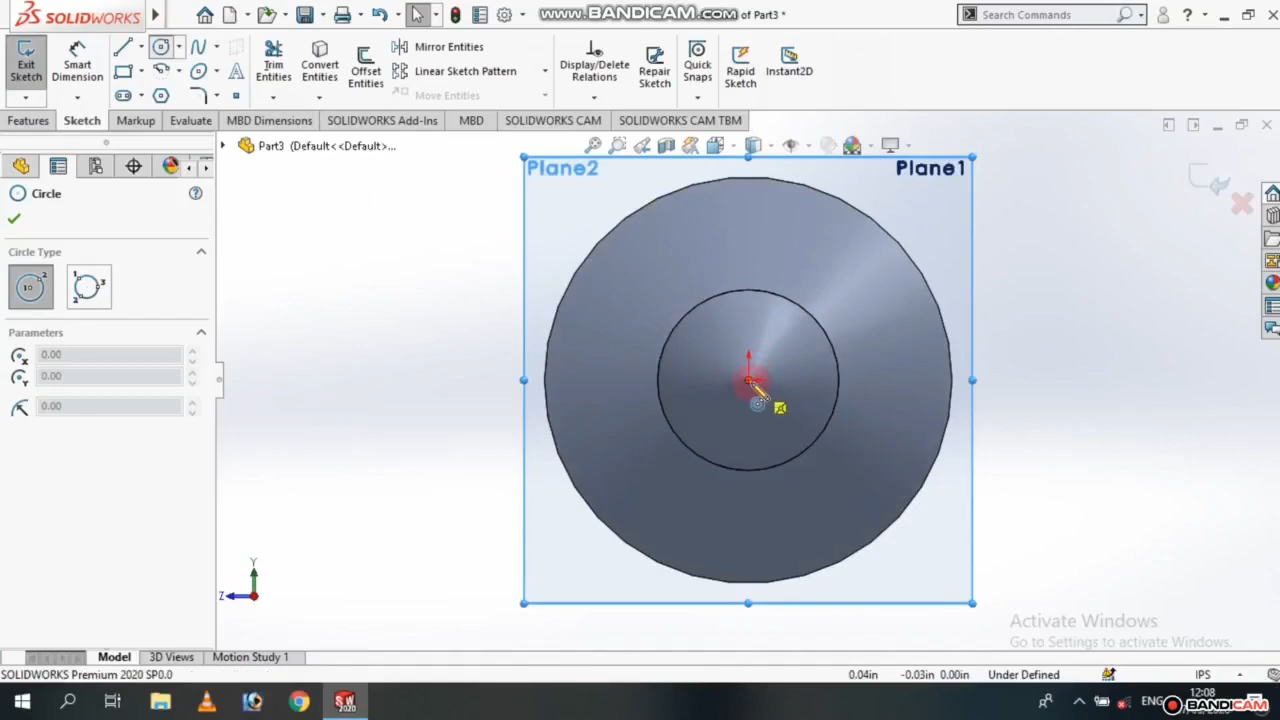 SOLIDWORKS
www.BANDICAM.com
of Part3 *
Search Commands
Exit Sketch
Smart Dimension
Trim Entities
Convert Entities
Offset Entities
Mirror Entities
Linear Sketch Pattern
Move Entities
Display/Delete Relations
Repair Sketch
Quick Snaps
Rapid Sketch
Instant2D
Features
Sketch
Markup
Evaluate
MBD Dimensions
SOLIDWORKS Add-Ins
MBD
SOLIDWORKS CAM
SOLIDWORKS CAM TBM
Part3 (Default<<Default>...
Plane2
Plane1
Circle
Circle Type
Parameters
0.00
0.00
0.00
Y
Z
Activate Windows
Go to Settings to activate Windows.
Model
3D Views
Motion Study 1
SOLIDWORKS Premium 2020 SP0.0
0.04in
-0.03in
0.00in
Under Defined
IPS
SW
2020
ENG
12:08
BANDICAM